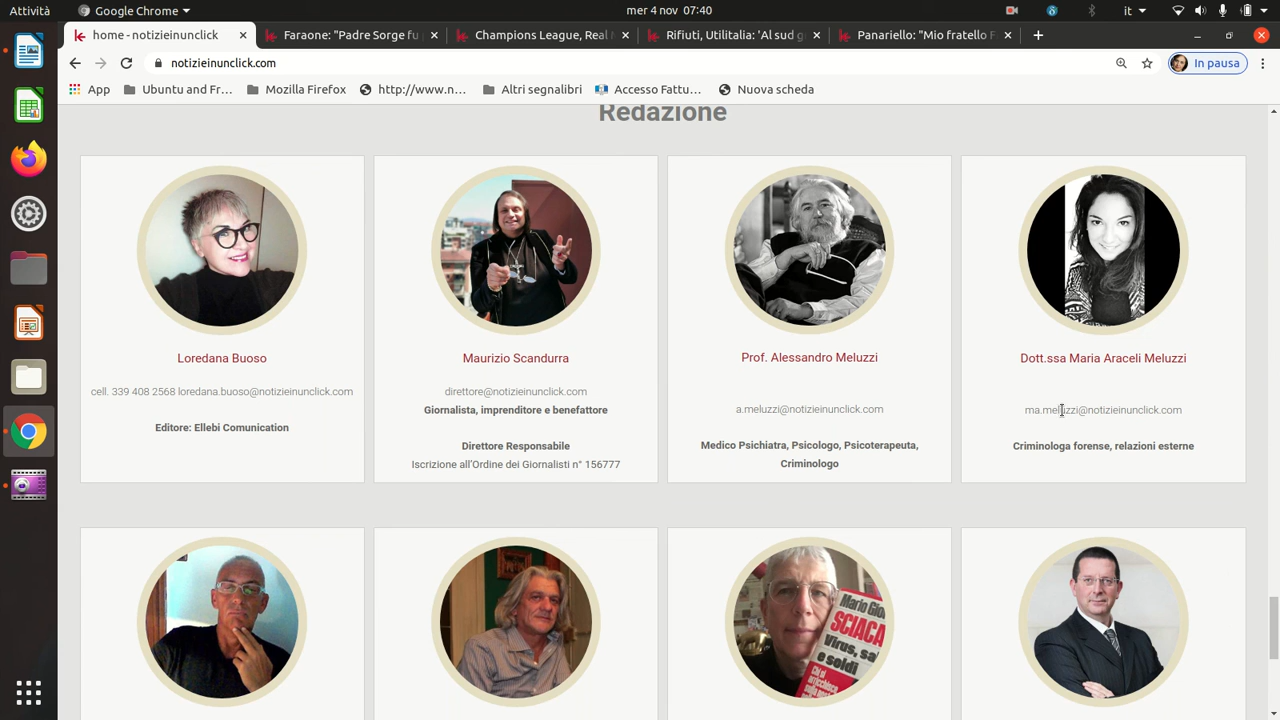 Attività
Google Chrome
mer 4 nov 07:40
it
home - notizieinunclick
Faraone: "Padre Sorge fu
Champions League, Real M
Rifiuti, Utilitalia: 'Al sud g
Panariello: "Mio fratello F
notizieinunclick.com
In pausa
App
Ubuntu and Fr...
Mozilla Firefox
http://www.n...
Altri segnalibri
Accesso Fattu...
Nuova scheda
Redazione
Loredana Buoso
cell. 339 408 2568 loredana.buoso@notizieinunclick.com
Editore: Ellebi Comunication
Maurizio Scandurra
direttore@notizieinunclick.com
Giornalista, imprenditore e benefattore
Direttore Responsabile
Iscrizione all'Ordine dei Giornalisti n° 156777
Prof. Alessandro Meluzzi
a.meluzzi@notizieinunclick.com
Medico Psichiatra, Psicologo, Psicoterapeuta,
Criminologo
Dott.ssa Maria Araceli Meluzzi
ma.meluzzi@notizieinunclick.com
Criminologa forense, relazioni esterne
Mario Gio
SCIACA
Virus, sa
e soldi